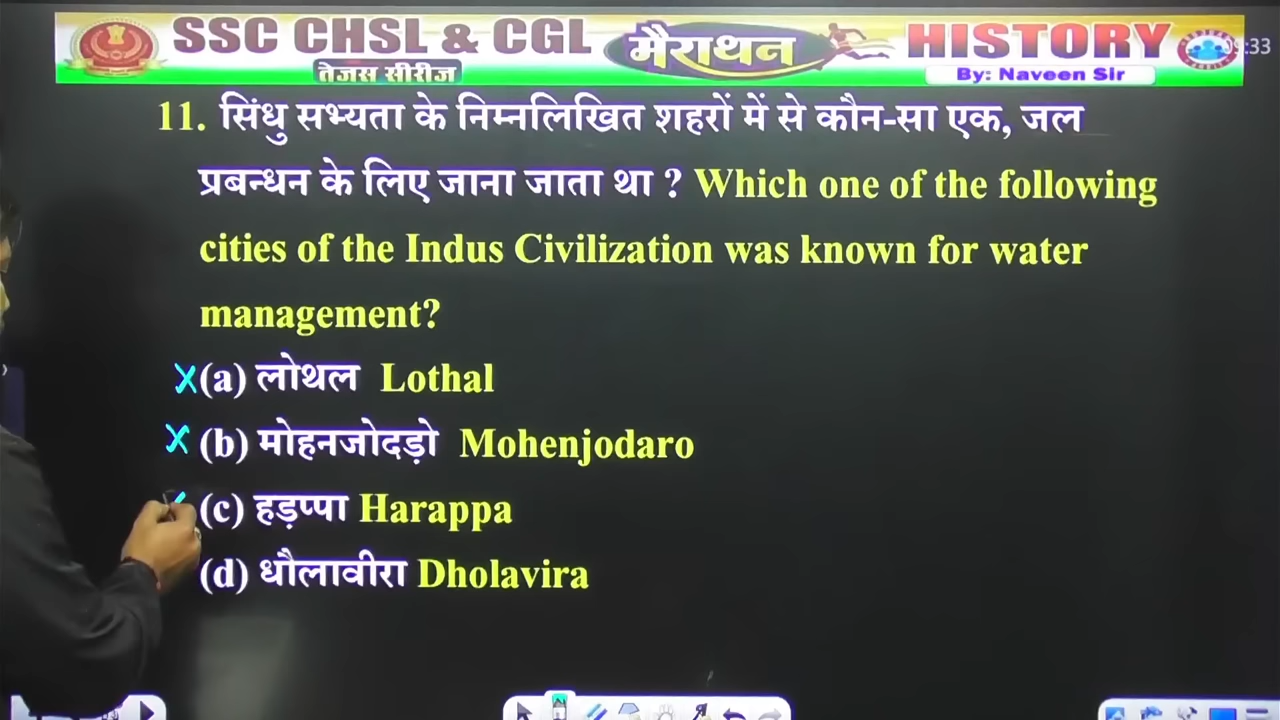 SSC CHSL & CGL मैराथन HISTORY
तेजस सीरीज By: Naveen Sir
11. सिंधु सभ्यता के निम्नलिखित शहरों में से कौन-सा एक, जल
प्रबन्धन के लिए जाना जाता था ? Which one of the following
cities of the Indus Civilization was known for water
management?
(a) लोथल Lothal
(b) मोहनजोदड़ो Mohenjodaro
(c) हड़प्पा Harappa
(d) धौलावीरा Dholavira